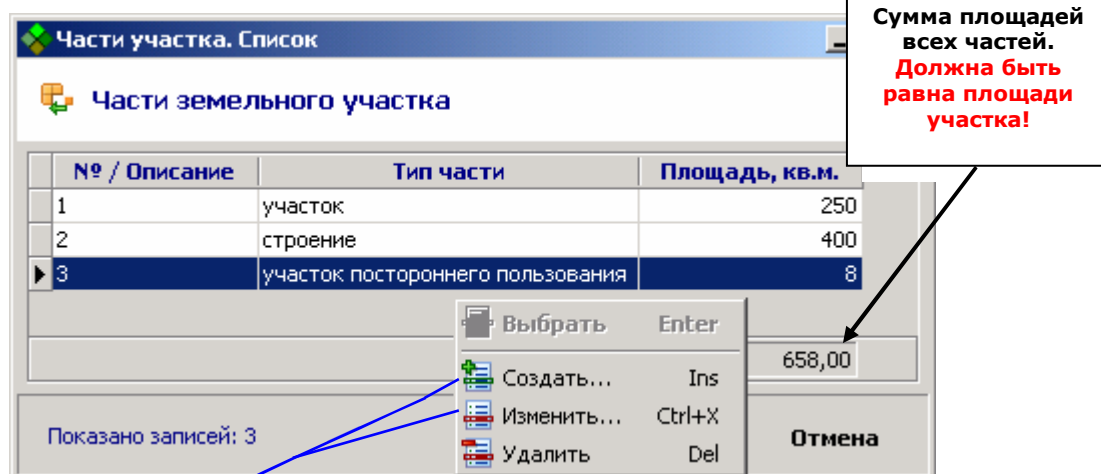 Сумма площадей
всех частей.
Должна быть
равна площади
участка!
Части участка. Список
Части земельного участка
№ / Описание Тип части Площадь, кв.м.
1 участок 250
2 строение 400
3 участок постороннего пользования 8
658,00
Выбрать Enter
Создать... Ins
Изменить... Ctrl+X
Удалить Del
Показано записей: 3
Отмена